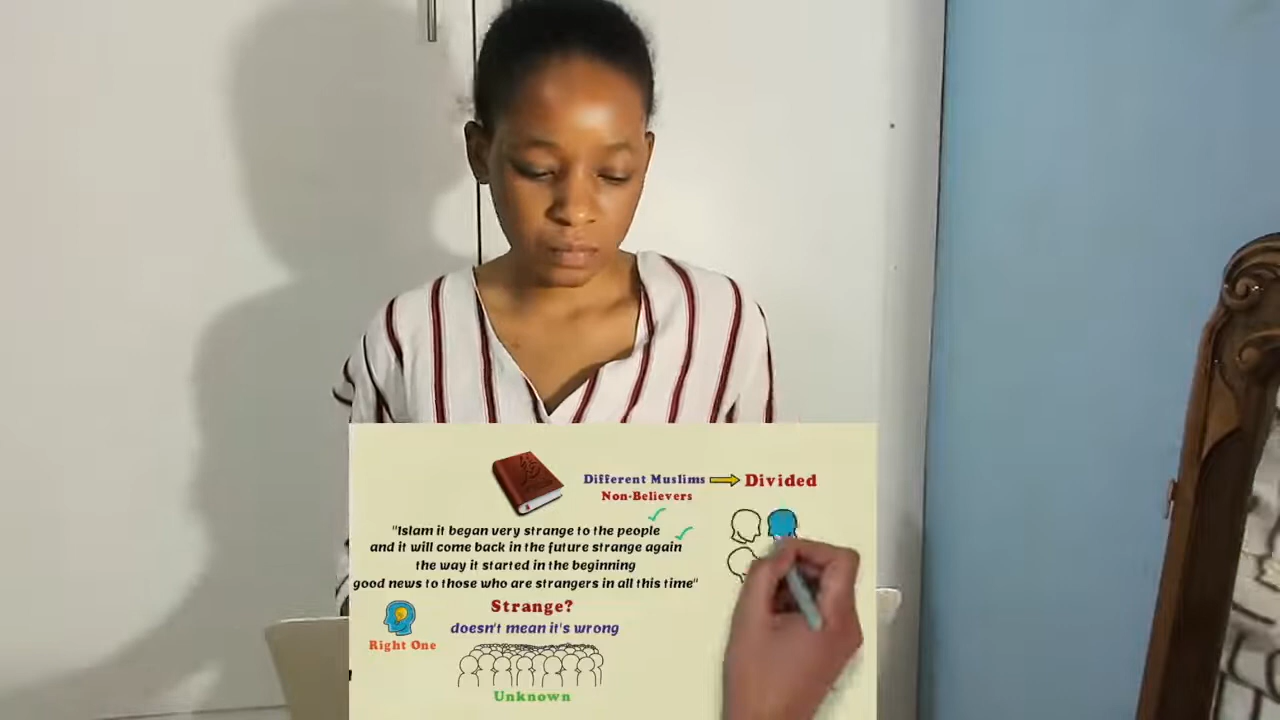 Different Muslims
Divided
Non-Believers
"Islam it began very strange to the people
and it will come back in the future strange again
the way it started in the beginning
good news to those who are strangers in all this time"
Strange?
doesn't mean it's wrong
Right One
Unknown